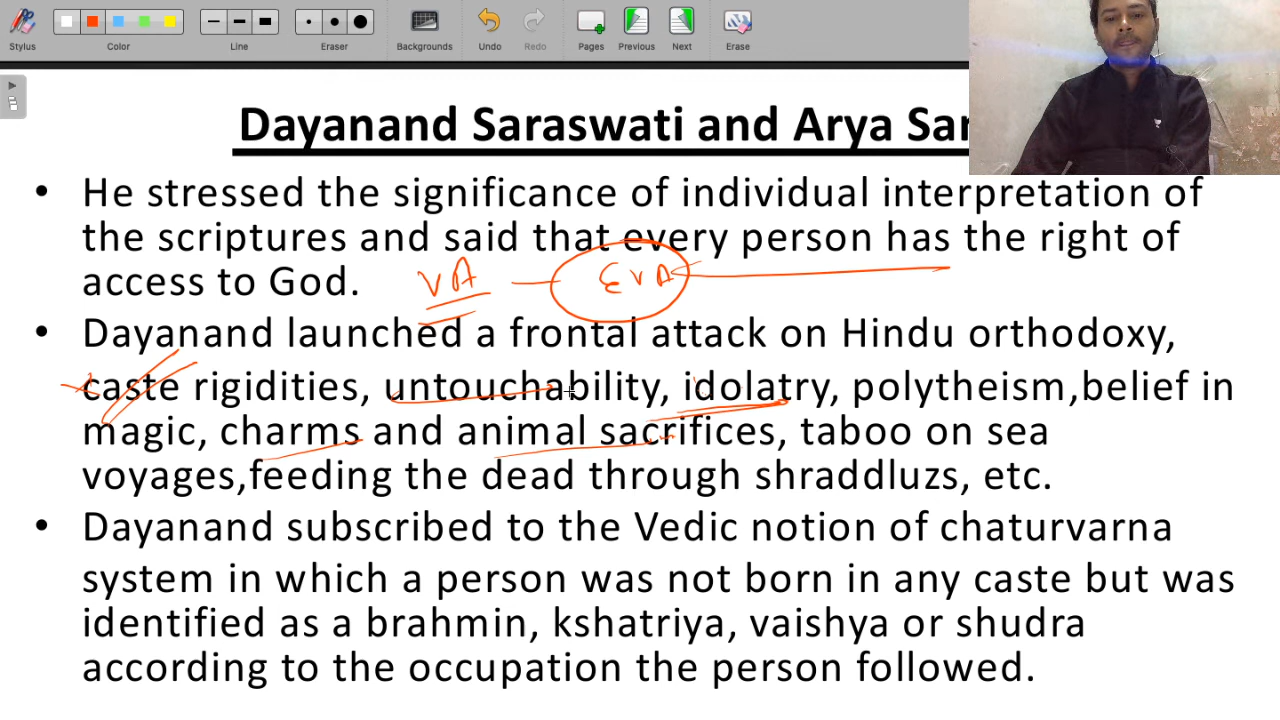 Stylus Color Line Eraser Backgrounds Undo Redo Pages Previous Next Erase
Dayanand Saraswati and Arya Sar
• He stressed the significance of individual interpretation of
the scriptures and said that every person has the right of
access to God.
VA EVA
• Dayanand launched a frontal attack on Hindu orthodoxy,
caste rigidities, untouchability, idolatry, polytheism,belief in
magic, charms and animal sacrifices, taboo on sea
voyages,feeding the dead through shraddluzs, etc.
• Dayanand subscribed to the Vedic notion of chaturvarna
system in which a person was not born in any caste but was
identified as a brahmin, kshatriya, vaishya or shudra
according to the occupation the person followed.